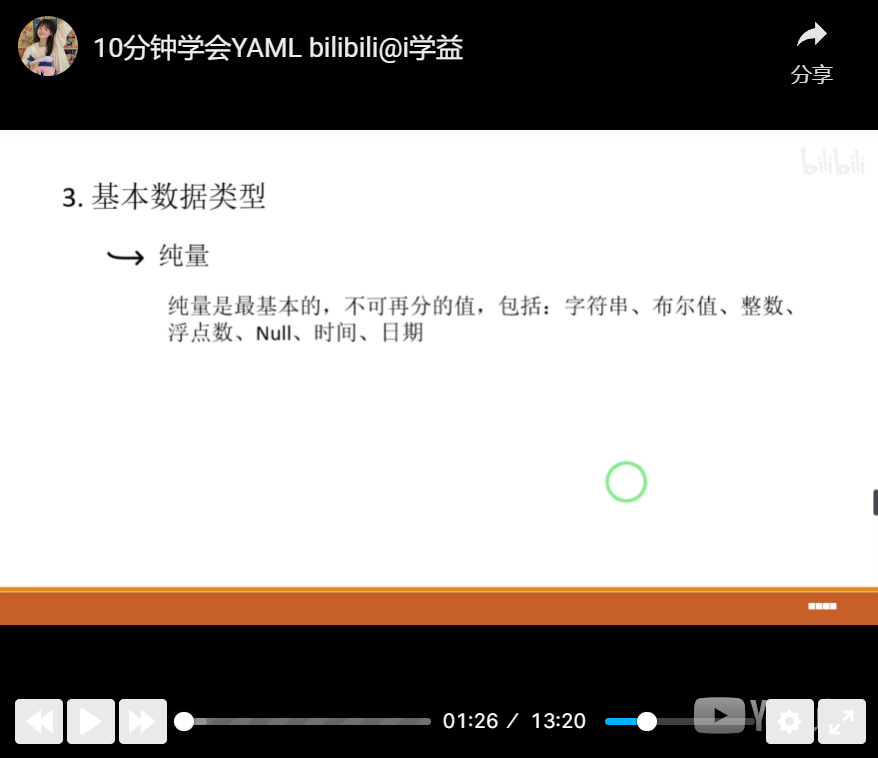 10分钟学会YAML bilibili@i学益
分享
bilibili
3. 基本数据类型
纯量
纯量是最基本的，不可再分的值，包括：字符串、布尔值、整数、
浮点数、Null、时间、日期
01:26 / 13:20